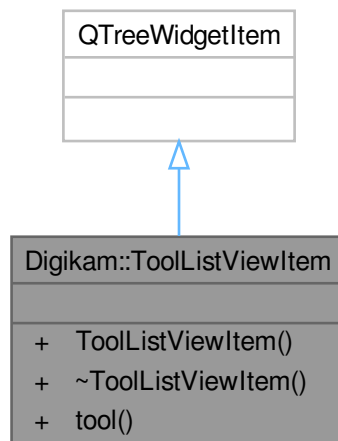 QTreeWidgetItem
Digikam::ToolListViewItem
+ ToolListViewItem()
+ ~ToolListViewItem()
+ tool()